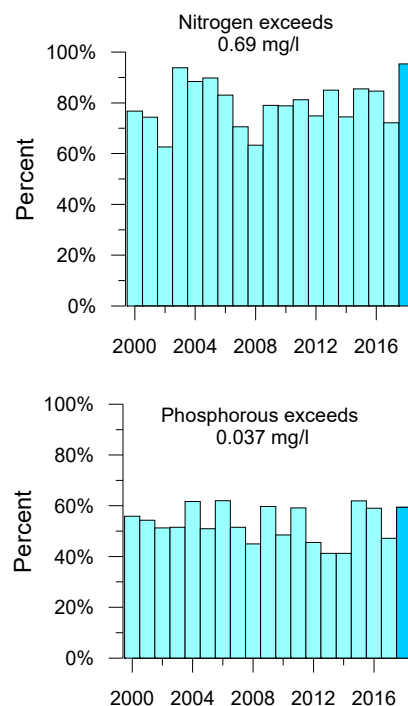 Nitrogen exceeds
0.69 mg/l
100%
80%
60%
40%
20%
0%
Percent
2000 2004 2008 2012 2016
Phosphorous exceeds
0.037 mg/l
100%
80%
60%
40%
20%
0%
Percent
2000 2004 2008 2012 2016